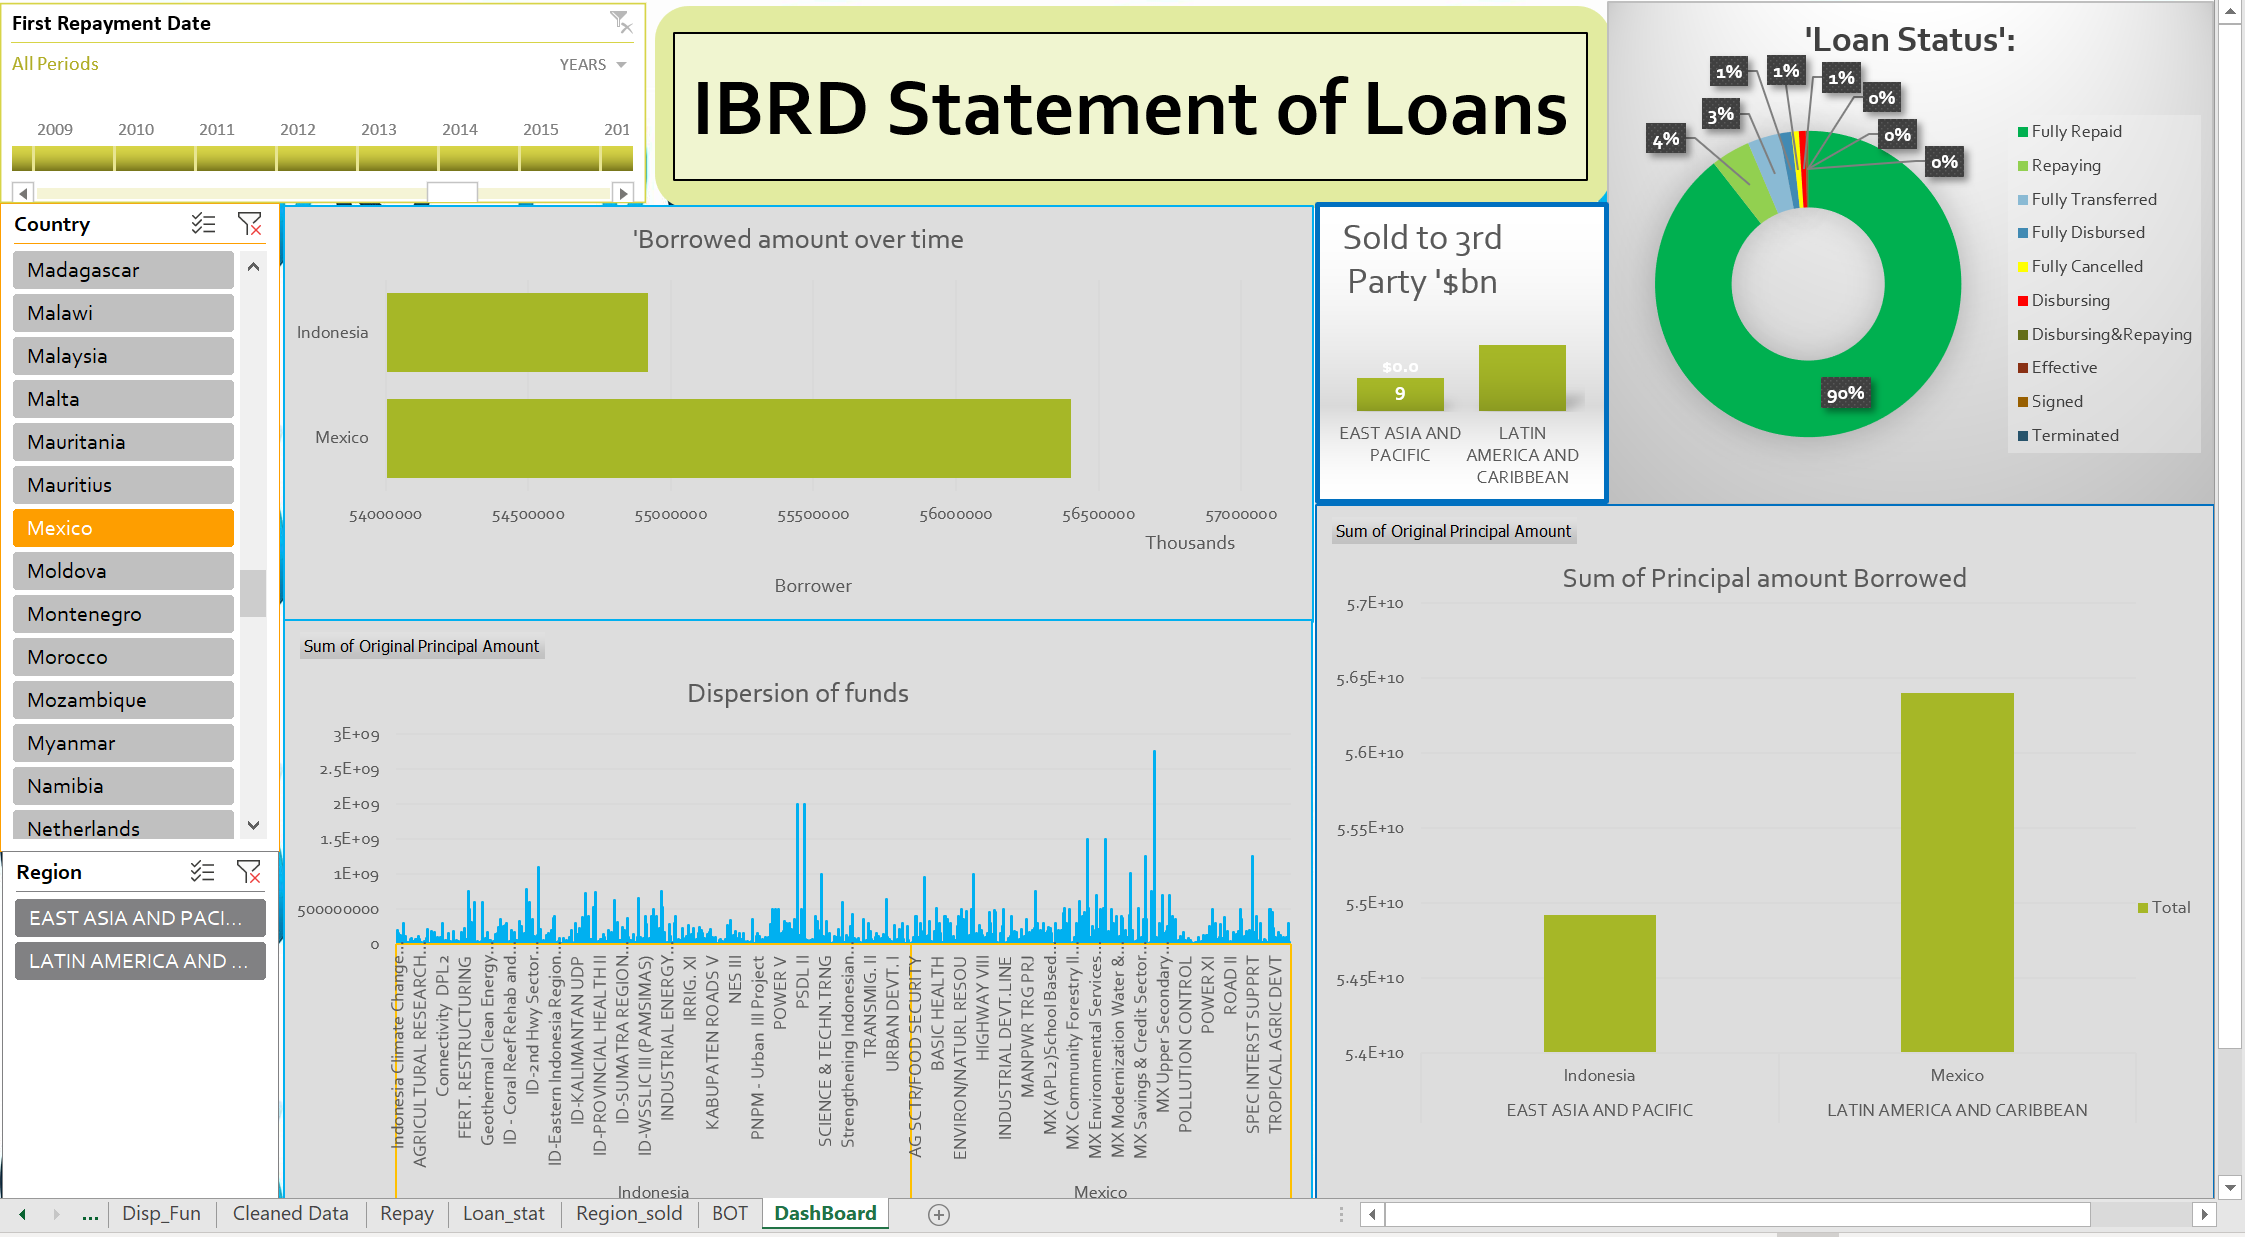 First Repayment Date
All Periods
YEARS
2009 2010 2011 2012 2013 2014 2015 201
IBRD Statement of Loans
'Loan Status':
1%
1%
1%
0%
3%
0%
4%
0%
90%
Fully Repaid
Repaying
Fully Transferred
Fully Disbursed
Fully Cancelled
Disbursing
Disbursing&Repaying
Effective
Signed
Terminated
Country
Madagascar
Malawi
Malaysia
Malta
Mauritania
Mauritius
Mexico
Moldova
Montenegro
Morocco
Mozambique
Myanmar
Namibia
Netherlands
Region
EAST ASIA AND PACI...
LATIN AMERICA AND ...
'Borrowed amount over time
Indonesia
Mexico
54000000 54500000 55000000 55500000 56000000 56500000 57000000
Thousands
Borrower
Sold to 3rd
Party '$bn
$0.0
9
EAST ASIA AND
PACIFIC
LATIN
AMERICA AND
CARIBBEAN
Sum of Original Principal Amount
Dispersion of funds
3E+09
2.5E+09
2E+09
1.5E+09
1E+09
500000000
0
Indonesia Climate Change...
AGRICULTURAL RESEARCH...
Connectivity DPL2
FERT. RESTRUCTURING
Geothermal Clean Energy...
ID - Coral Reef Rehab and...
ID-2nd Hwy Sector...
ID-Eastern Indonesia Region...
ID-KALIMANTAN UDP
ID-PROVINCIAL HEALTH II
ID-SUMATRA REGION...
ID-WSSLIC III (PAMSIMAS)
INDUSTRIAL ENERGY...
IRRIG. XI
KABUPATEN ROADS V
NES III
PNPM - Urban III Project
POWER V
PSDL II
SCIENCE & TECHN.TRNG
Strengthening Indonesian...
TRANSMIG. II
URBAN DEVT. I
AG SCTR/FOOD SECURITY
BASIC HEALTH
ENVIRON/NATURL RESOU
HIGHWAY VIII
INDUSTRIAL DEVT.LINE
MANPWR TRG PRJ
MX (APL2)School Based...
MX Community Forestry II...
MX Environmental Services...
MX Modernization Water &...
MX Savings & Credit Sector...
MX Upper Secondary...
POLLUTION CONTROL
POWER XI
ROAD II
SPEC INTERST SUPPRT
TROPICAL AGRIC DEVT
Indonesia
Mexico
Sum of Original Principal Amount
Sum of Principal amount Borrowed
5.7E+10
5.65E+10
5.6E+10
5.55E+10
5.5E+10
5.45E+10
5.4E+10
Total
Indonesia
Mexico
EAST ASIA AND PACIFIC
LATIN AMERICA AND CARIBBEAN
... Disp_Fun Cleaned Data Repay Loan_stat Region_sold BOT DashBoard